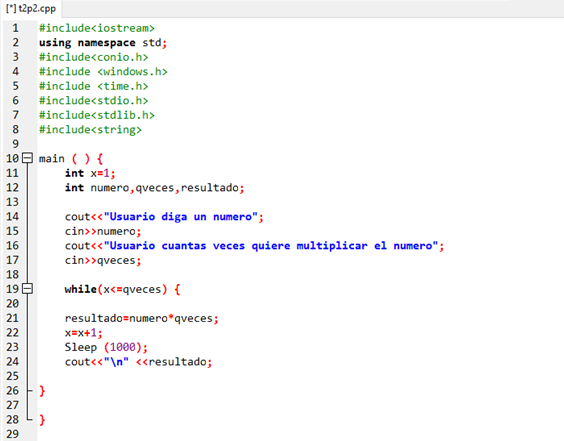 [*] t2p2.cpp
1 #include<iostream>
2 using namespace std;
3 #include<conio.h>
4 #include <windows.h>
5 #include <time.h>
6 #include<stdio.h>
7 #include<stdlib.h>
8 #include<string>
9
10 main ( ) {
11 int x=1;
12 int numero,qveces,resultado;
13
14 cout<<"Usuario diga un numero";
15 cin>>numero;
16 cout<<"Usuario cuantas veces quiere multiplicar el numero";
17 cin>>qveces;
18
19 while(x<=qveces) {
20
21 resultado=numero*qveces;
22 x=x+1;
23 Sleep (1000);
24 cout<<"\n" <<resultado;
25
26 }
27
28 }
29